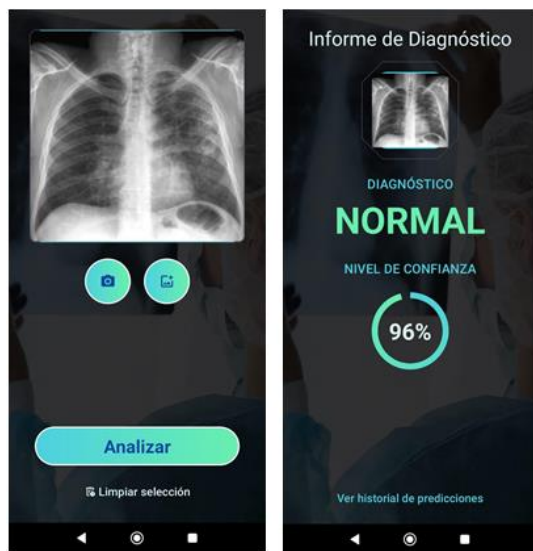 Analizar
Limpiar selección
Informe de Diagnóstico
DIAGNÓSTICO
NORMAL
NIVEL DE CONFIANZA
96%
Ver historial de predicciones